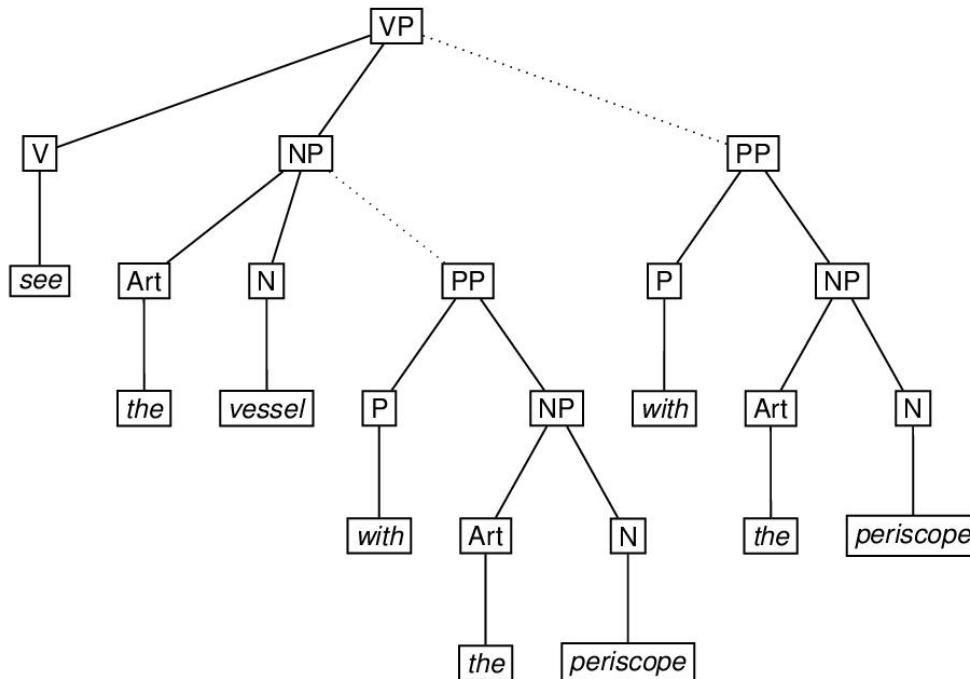 VP
V NP PP
see Art N PP P NP
the vessel P NP with Art N
with Art N the periscope
the periscope